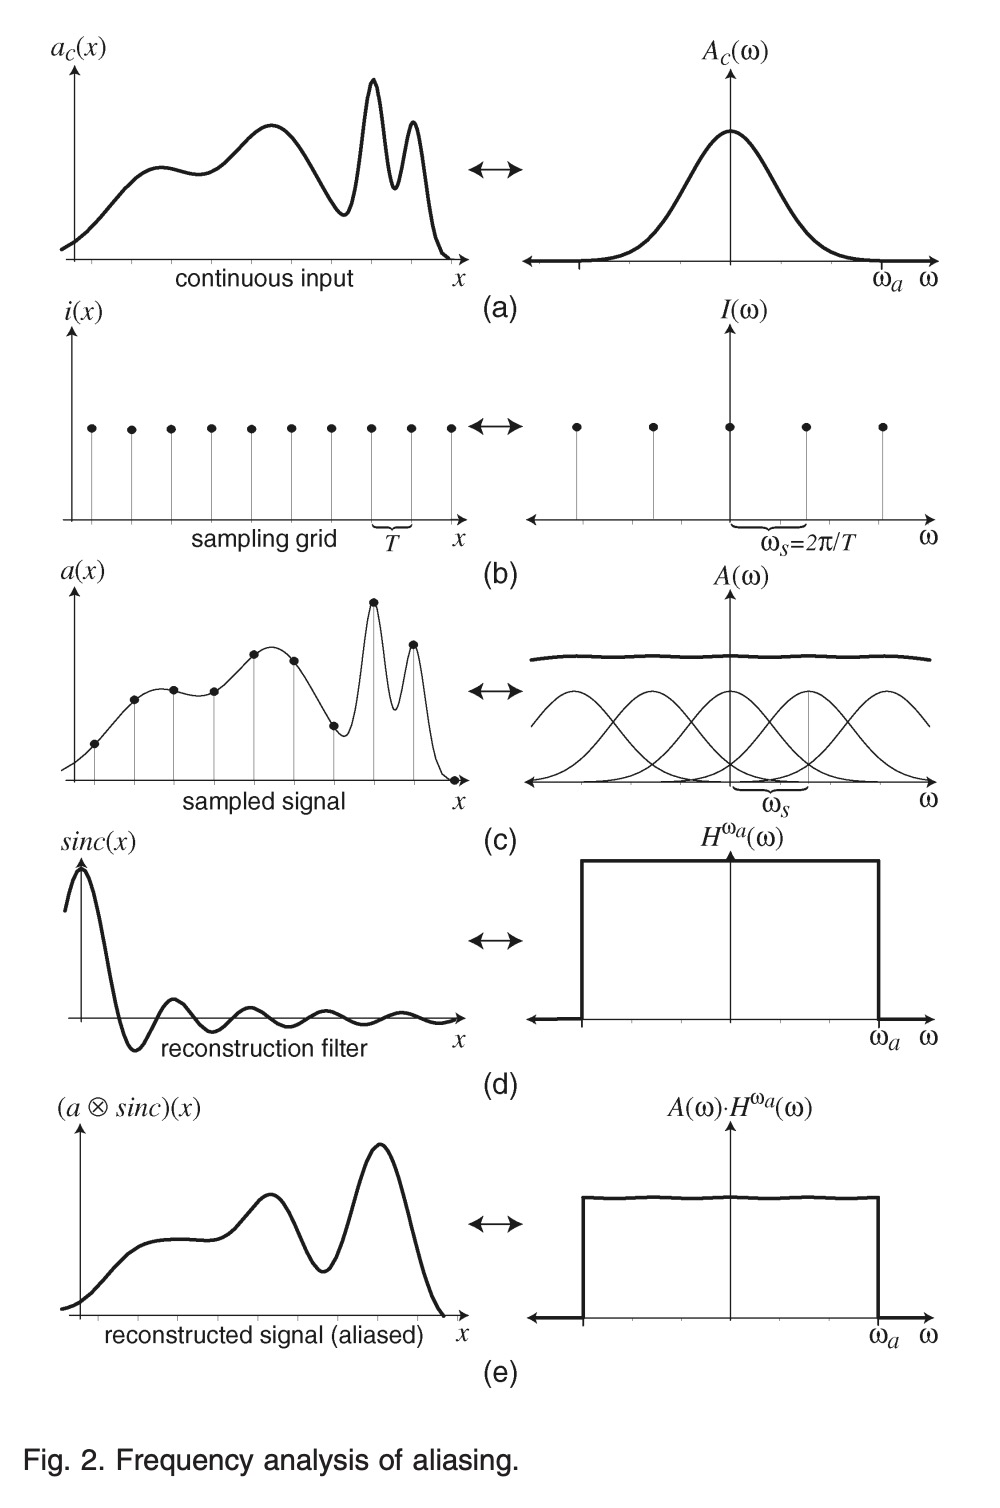 a_c(x)
A_c(ω)
continuous input
x
ω_a
ω
(a)
i(x)
I(ω)
sampling grid
T
x
ω_s=2π/T
ω
(b)
a(x)
A(ω)
sampled signal
x
ω_s
ω
(c)
sinc(x)
H^ω_a(ω)
reconstruction filter
x
ω_a
ω
(d)
(a ⊗ sinc)(x)
A(ω)·H^ω_a(ω)
reconstructed signal (aliased)
x
ω_a
ω
(e)
Fig. 2. Frequency analysis of aliasing.